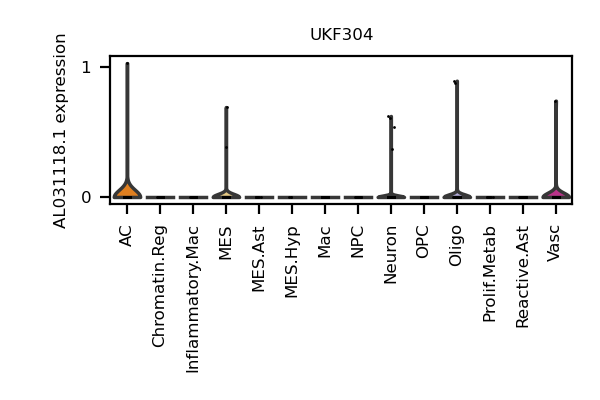 UKF304
AL031118.1 expression
1
0
AC
Chromatin.Reg
Inflammatory.Mac
MES
MES.Ast
MES.Hyp
Mac
NPC
Neuron
OPC
Oligo
Prolif.Metab
Reactive.Ast
Vasc